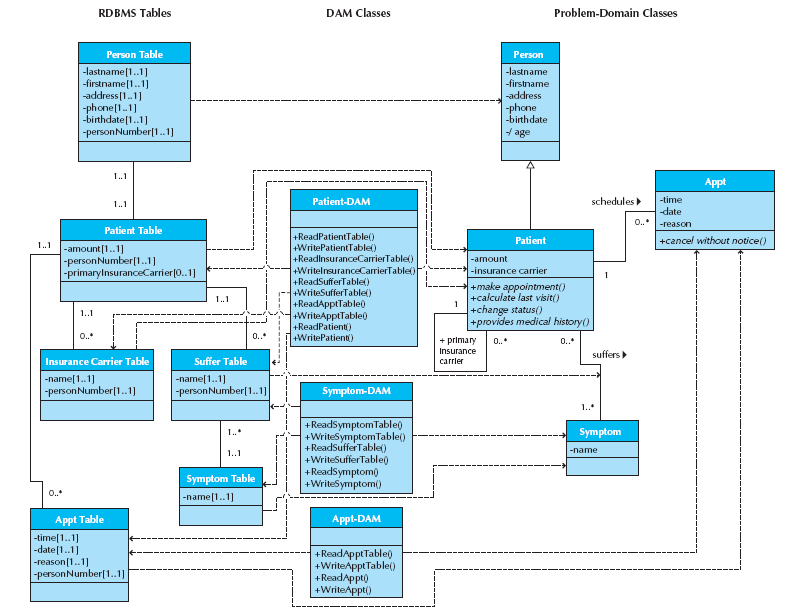 RDBMS Tables
DAM Classes
Problem-Domain Classes
Person Table
-lastname[1..1]
-firstname[1..1]
-address[1..1]
-phone[1..1]
-birthdate[1..1]
-personNumber[1..1]
Person
-lastname
-firstname
-address
-phone
-birthdate
-/ age
1..1
1..1
Patient Table
-amount[1..1]
-personNumber[1..1]
-primaryInsuranceCarrier[0..1]
1..1
1..1
0..*
1..1
0..*
Patient-DAM
+ReadPatientTable()
+WritePatientTable()
+ReadInsuranceCarrierTable()
+WriteInsuranceCarrierTable()
+ReadSufferTable()
+WriteSufferTable()
+ReadApptTable()
+WriteApptTable()
+ReadPatient()
+WritePatient()
Appt
-time
-date
-reason
+cancel without notice()
schedules
0..*
1
Patient
-amount
-insurance carrier
+make appointment()
+calculate last visit()
+change status()
+provides medical history()
1
+ primary
insurance
carrier
0..*
0..*
suffers
1..*
Insurance Carrier Table
-name[1..1]
-personNumber[1..1]
Suffer Table
-name[1..1]
-personNumber[1..1]
1..*
1..1
Symptom-DAM
+ReadSymptomTable()
+WriteSymptomTable()
+ReadSufferTable()
+WriteSufferTable()
+ReadSymptom()
+WriteSymptom()
Symptom
-name
Symptom Table
-name[1..1]
0..*
Appt Table
-time[1..1]
-date[1..1]
-reason[1..1]
-personNumber[1..1]
Appt-DAM
+ReadApptTable()
+WriteApptTable()
+ReadAppt()
+WriteAppt()